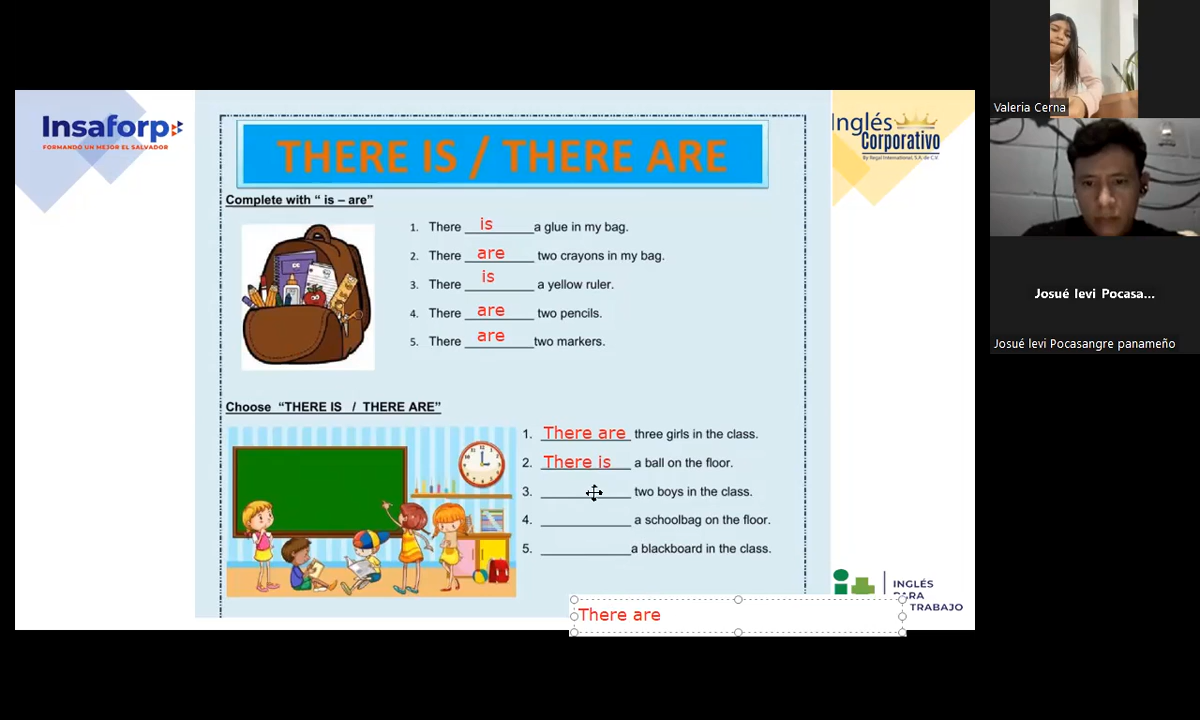 Insaforp
FORMANDO UN MEJOR EL SALVADOR
THERE IS / THERE ARE
Inglés
Corporativo
By Regal International, S.A. de C.V.
Complete with “ is – are”
1. There is a glue in my bag.
2. There are two crayons in my bag.
3. There is a yellow ruler.
4. There are two pencils.
5. There are two markers.
Choose “THERE IS / THERE ARE”
1. There are three girls in the class.
2. There is a ball on the floor.
3. __________ two boys in the class.
4. __________ a schoolbag on the floor.
5. __________ a blackboard in the class.
There are
INGLÉS
PARA
TRABAJO
Valeria Cerna
Josué levi Pocasa...
Josué levi Pocasangre panameño